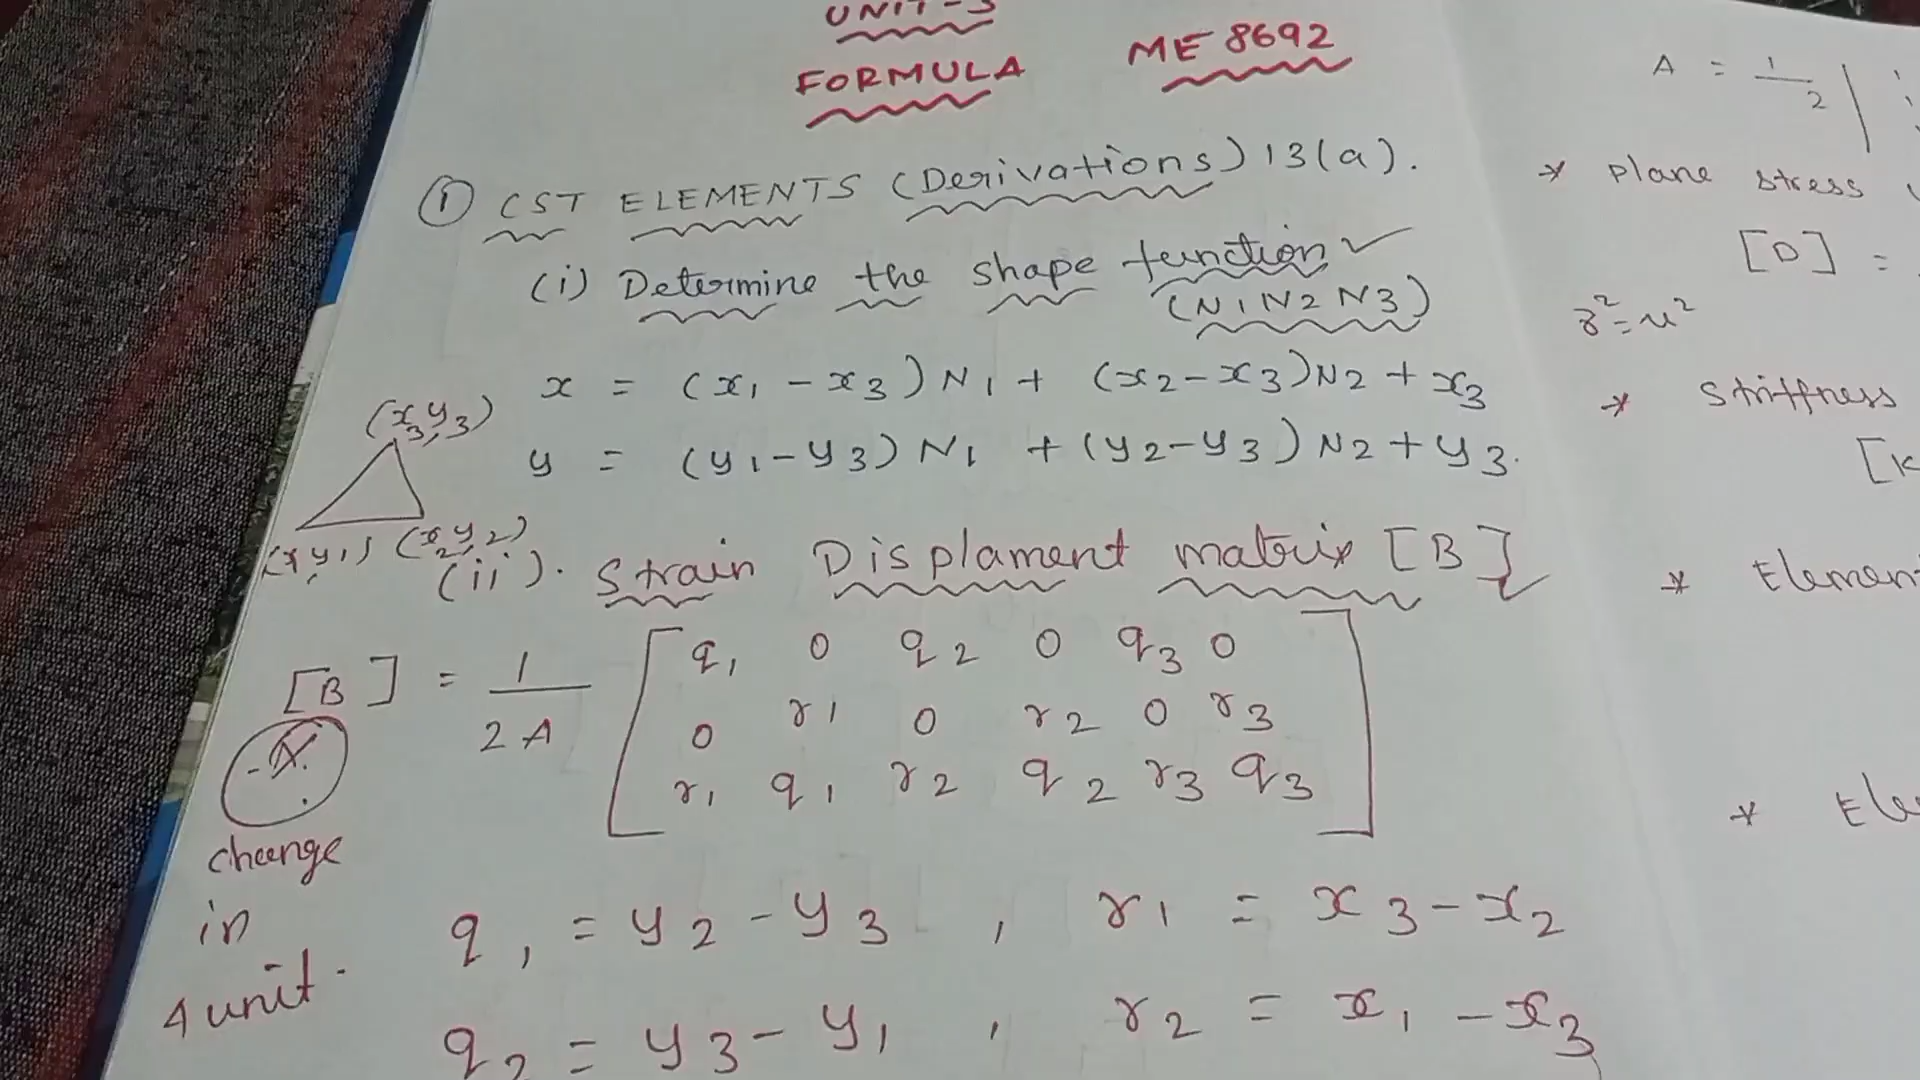 UNIT-3
FORMULA ME 8692
① CST ELEMENTS (Derivations) 13(a).
(i) Determine the shape function ✓
(N1 N2 N3)
x = (x₁ - x₃) N₁ + (x₂ - x₃) N₂ + x₃
y = (y₁ - y₃) N₁ + (y₂ - y₃) N₂ + y₃.
(x₃, y₃)
(x y₁) (x₂, y₂)
(ii). Strain Displament matrix [B]
[B] = 1/2A [ q₁ 0 q₂ 0 q₃ 0
0 r₁ 0 r₂ 0 r₃
r₁ q₁ r₂ q₂ r₃ q₃ ]
change
in
4 unit.
q₁ = y₂ - y₃ , r₁ = x₃ - x₂
q₂ = y₃ - y₁ , r₂ = x₁ - x₃
A = 1/2 |
* plane stress
[D] =
r² = u²
* Stiffness
[K
* Element
* Ele